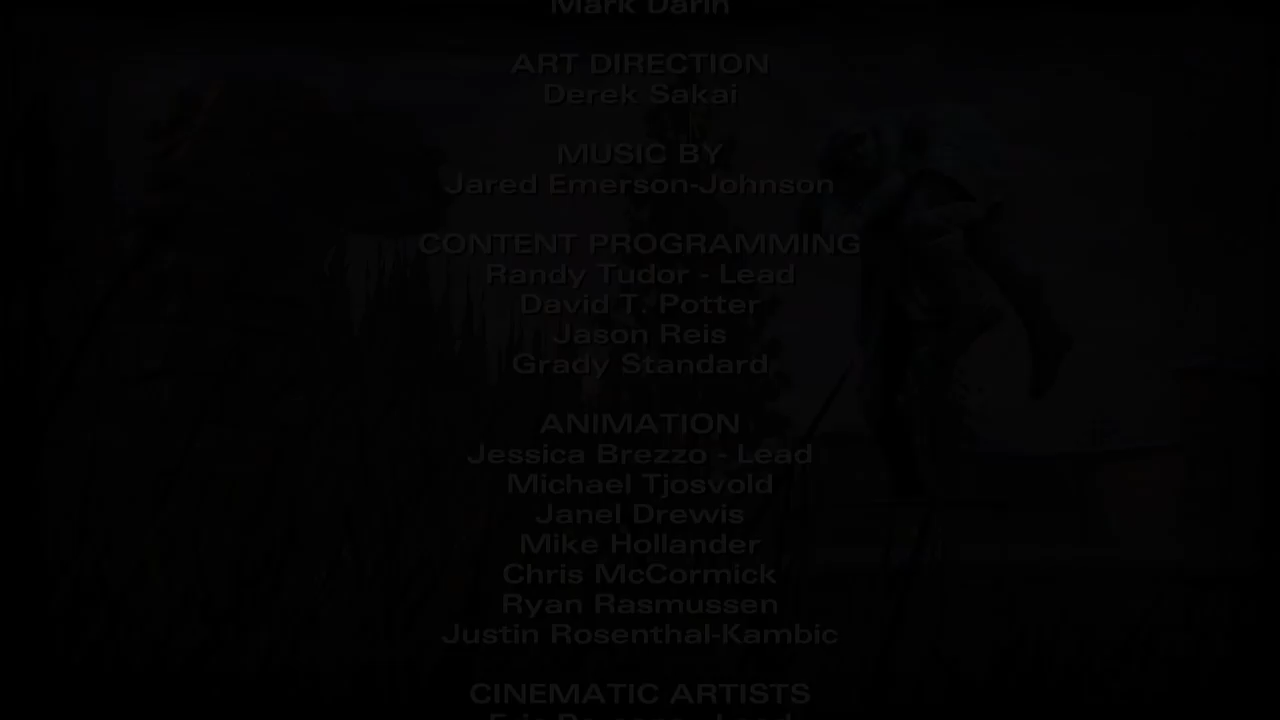 Mark Darin
ART DIRECTION
Derek Sakai
MUSIC BY
Jared Emerson-Johnson
CONTENT PROGRAMMING
Randy Tudor - Lead
David T. Potter
Jason Reis
Grady Standard
ANIMATION
Jessica Brezzo - Lead
Michael Tjosvold
Janel Drewis
Mike Hollander
Chris McCormick
Ryan Rasmussen
Justin Rosenthal-Kambic
CINEMATIC ARTISTS